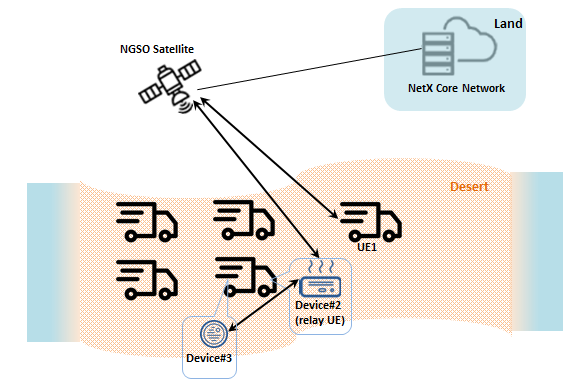 Land
NGSO Satellite
NetX Core Network
Desert
UE1
Device#2
(relay UE)
Device#3